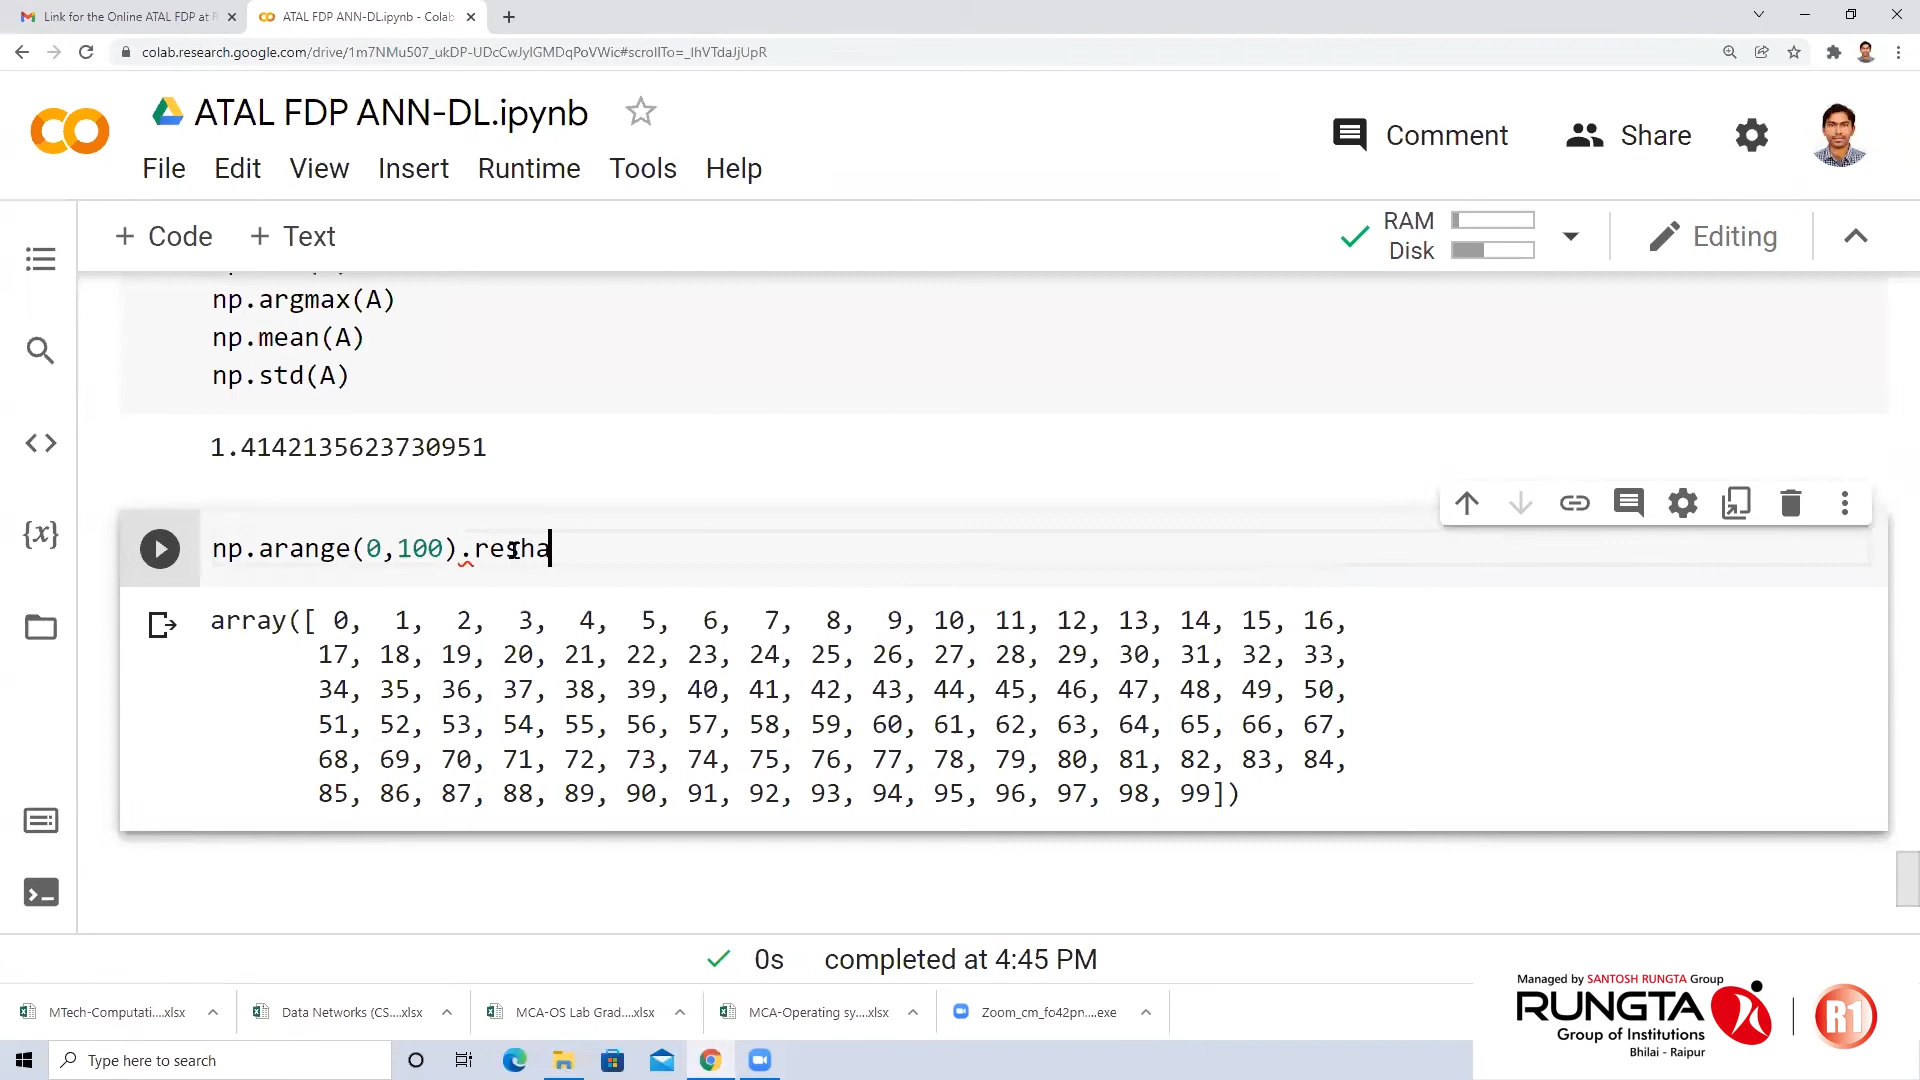 Link for the Online ATAL FDP at R
ATAL FDP ANN-DL.ipynb - Colab
colab.research.google.com/drive/1m7NMu507_ukDP-UDcCwJyIGMDqPoVWic#scrollTo=_IhVTdaJjUpR
ATAL FDP ANN-DL.ipynb
Comment
Share
File Edit View Insert Runtime Tools Help
+ Code + Text
RAM
Disk
Editing
np.argmax(A)
np.mean(A)
np.std(A)
1.4142135623730951
np.arange(0,100).resha
array([ 0, 1, 2, 3, 4, 5, 6, 7, 8, 9, 10, 11, 12, 13, 14, 15, 16,
17, 18, 19, 20, 21, 22, 23, 24, 25, 26, 27, 28, 29, 30, 31, 32, 33,
34, 35, 36, 37, 38, 39, 40, 41, 42, 43, 44, 45, 46, 47, 48, 49, 50,
51, 52, 53, 54, 55, 56, 57, 58, 59, 60, 61, 62, 63, 64, 65, 66, 67,
68, 69, 70, 71, 72, 73, 74, 75, 76, 77, 78, 79, 80, 81, 82, 83, 84,
85, 86, 87, 88, 89, 90, 91, 92, 93, 94, 95, 96, 97, 98, 99])
0s completed at 4:45 PM
MTech-Computati....xlsx
Data Networks (CS....xlsx
MCA-OS Lab Grad....xlsx
MCA-Operating sy....xlsx
Zoom_cm_fo42pn....exe
Managed by SANTOSH RUNGTA Group
RUNGTA
Group of Institutions
Bhilai - Raipur
R1
Type here to search